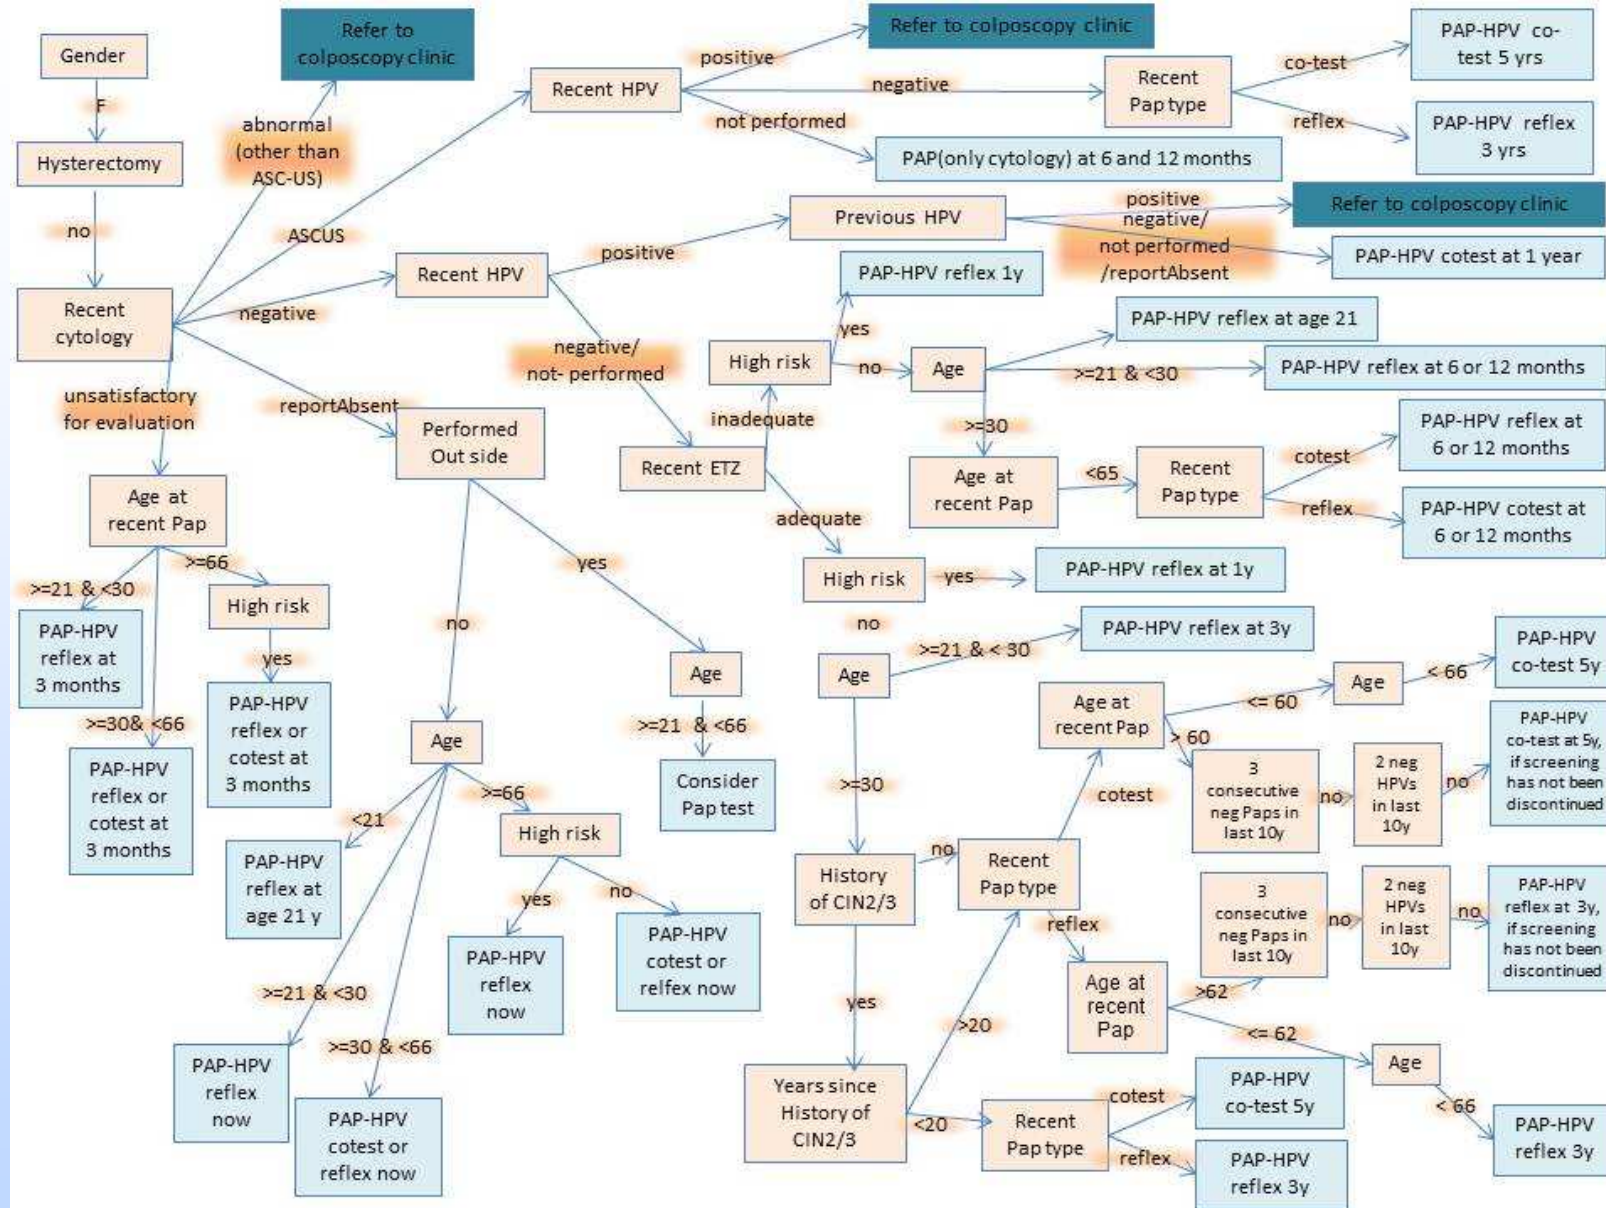 Gender
F
Hysterectomy
no
Recent
cytology
abnormal
(other than
ASC-US)
Refer to
colposcopy clinic
ASCUS
Recent HPV
positive
Refer to colposcopy clinic
negative
Recent
Pap type
co-test
PAP-HPV co-
test 5 yrs
reflex
PAP-HPV reflex
3 yrs
not performed
PAP(only cytology) at 6 and 12 months
negative
Recent HPV
positive
Previous HPV
positive
Refer to colposcopy clinic
negative/
not performed
/reportAbsent
PAP-HPV cotest at 1 year
negative/
not- performed
Recent ETZ
inadequate
High risk
yes
PAP-HPV reflex 1y
no
Age
PAP-HPV reflex at age 21
>=21 & <30
PAP-HPV reflex at 6 or 12 months
>=30
Age at
recent Pap
<65
Recent
Pap type
cotest
PAP-HPV reflex at
6 or 12 months
reflex
PAP-HPV cotest at
6 or 12 months
adequate
High risk
yes
PAP-HPV reflex at 1y
no
Age
>=21 & < 30
PAP-HPV reflex at 3y
>=30
History
of CIN2/3
no
Recent
Pap type
cotest
Age at
recent Pap
<= 60
Age
< 66
PAP-HPV
co-test 5y
> 60
3
consecutive
neg Paps in
last 10y
no
2 neg
HPVs
in last
10y
no
PAP-HPV
co-test at 5y,
if screening
has not been
discontinued
reflex
Age at
recent
Pap
>62
3
consecutive
neg Paps in
last 10y
no
2 neg
HPVs
in last
10y
no
PAP-HPV
reflex at 3y,
if screening
has not been
discontinued
<= 62
Age
< 66
PAP-HPV
reflex 3y
yes
Years since
History of
CIN2/3
>20
<20
Recent
Pap type
cotest
PAP-HPV
co-test 5y
reflex
PAP-HPV
reflex 3y
reportAbsent
Performed
Out side
yes
Age
>=21 & <66
Consider
Pap test
no
Age
<21
PAP-HPV
reflex at
age 21 y
>=21 & <30
PAP-HPV
reflex
now
>=30 & <66
PAP-HPV
cotest or
reflex now
>=66
High risk
yes
PAP-HPV
reflex
now
no
PAP-HPV
cotest or
relfex now
unsatisfactory
for evaluation
Age at
recent Pap
>=21 & <30
PAP-HPV
reflex at
3 months
>=30& <66
PAP-HPV
reflex or
cotest at
3 months
>=66
High risk
yes
PAP-HPV
reflex or
cotest at
3 months